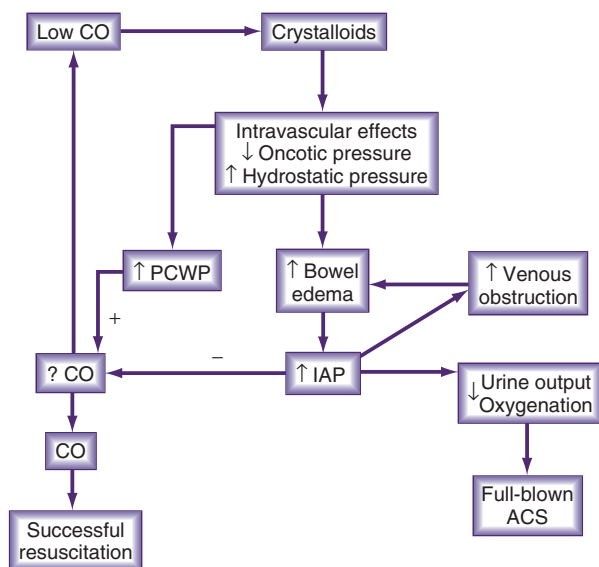 Low CO
Crystalloids
Intravascular effects
↓ Oncotic pressure
↑ Hydrostatic pressure
↑ PCWP
↑ Bowel
edema
↑ Venous
obstruction
+
–
? CO
↑ IAP
↓ Urine output
Oxygenation
CO
Full-blown
ACS
Successful
resuscitation